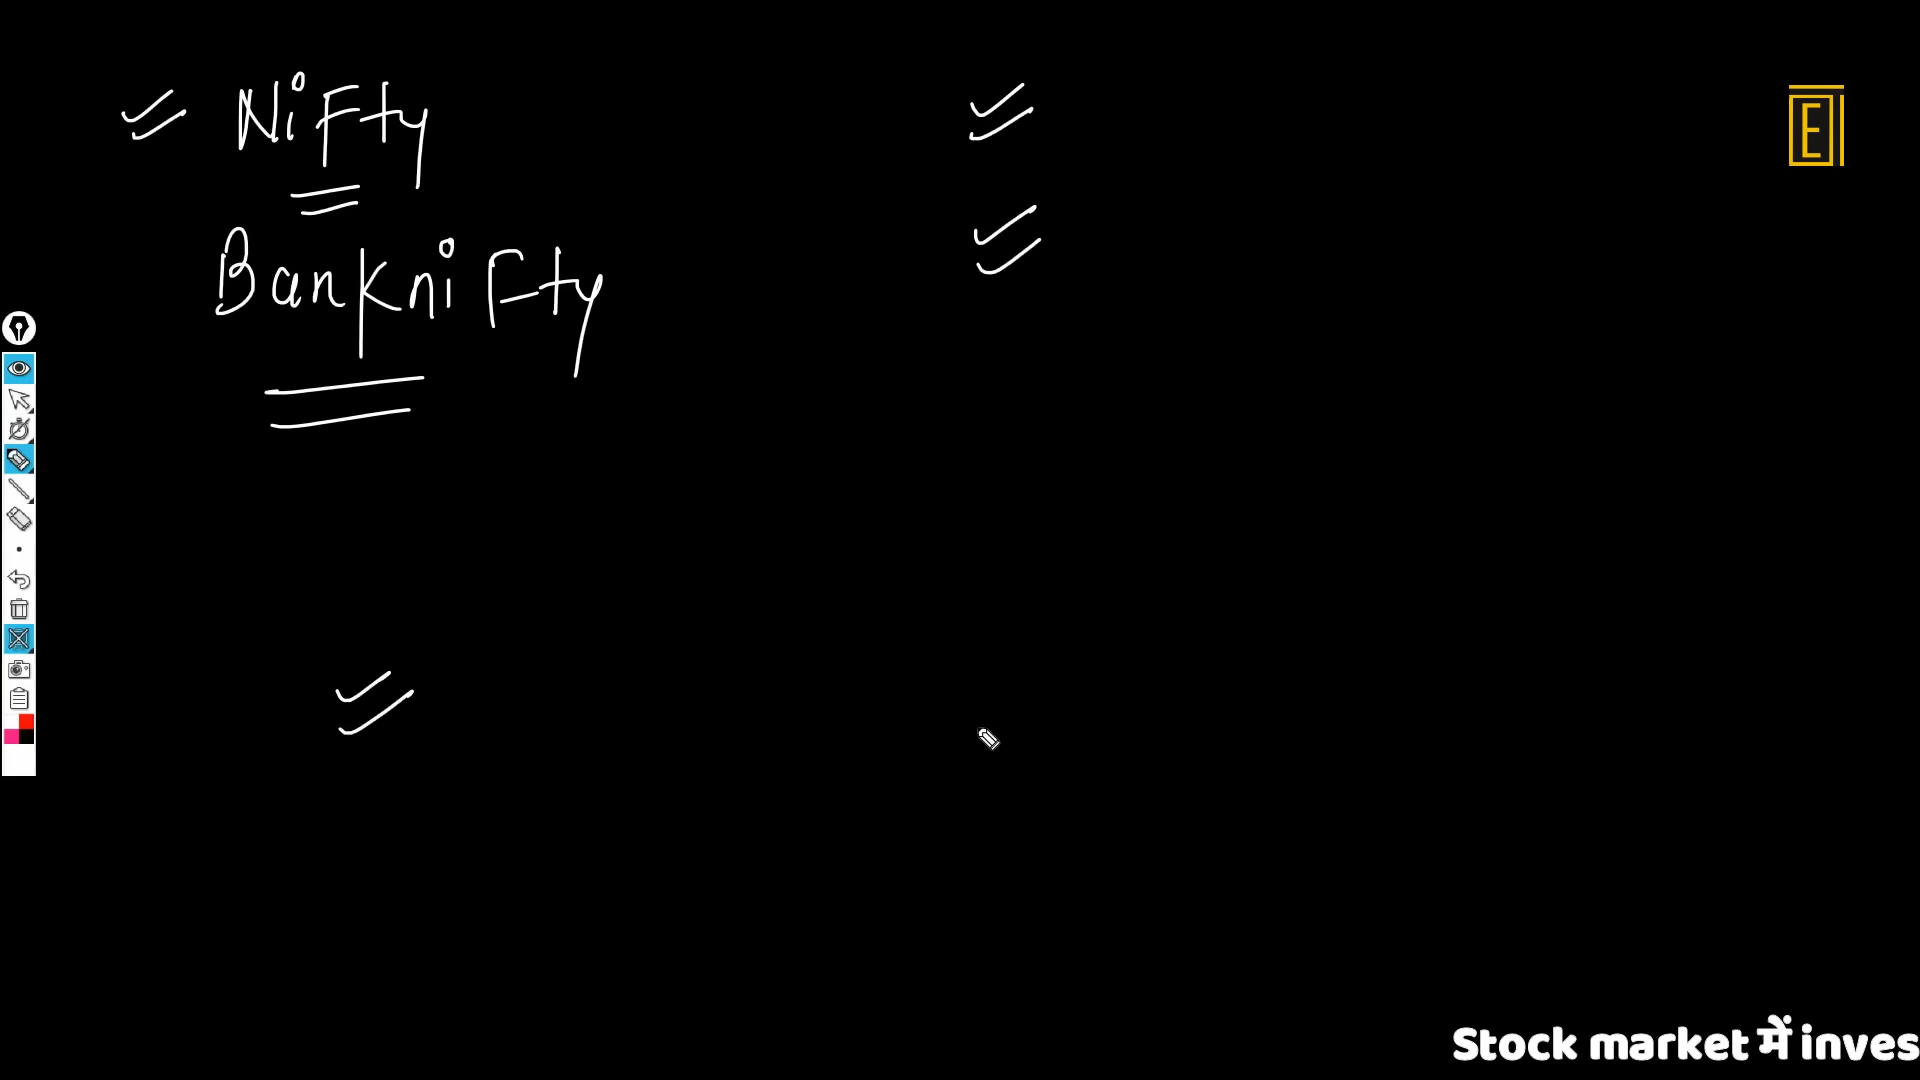 Nifty
Banknifty
E
Stock market में inves